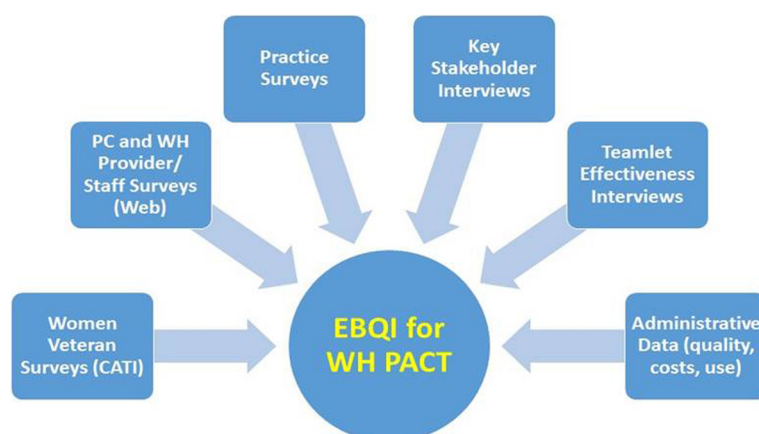 Women
Veteran
Surveys (CATI)
PC and WH
Provider/
Staff Surveys
(Web)
Practice
Surveys
Key
Stakeholder
Interviews
Teamlet
Effectiveness
Interviews
Administrative
Data (quality,
costs, use)
EBQI for
WH PACT